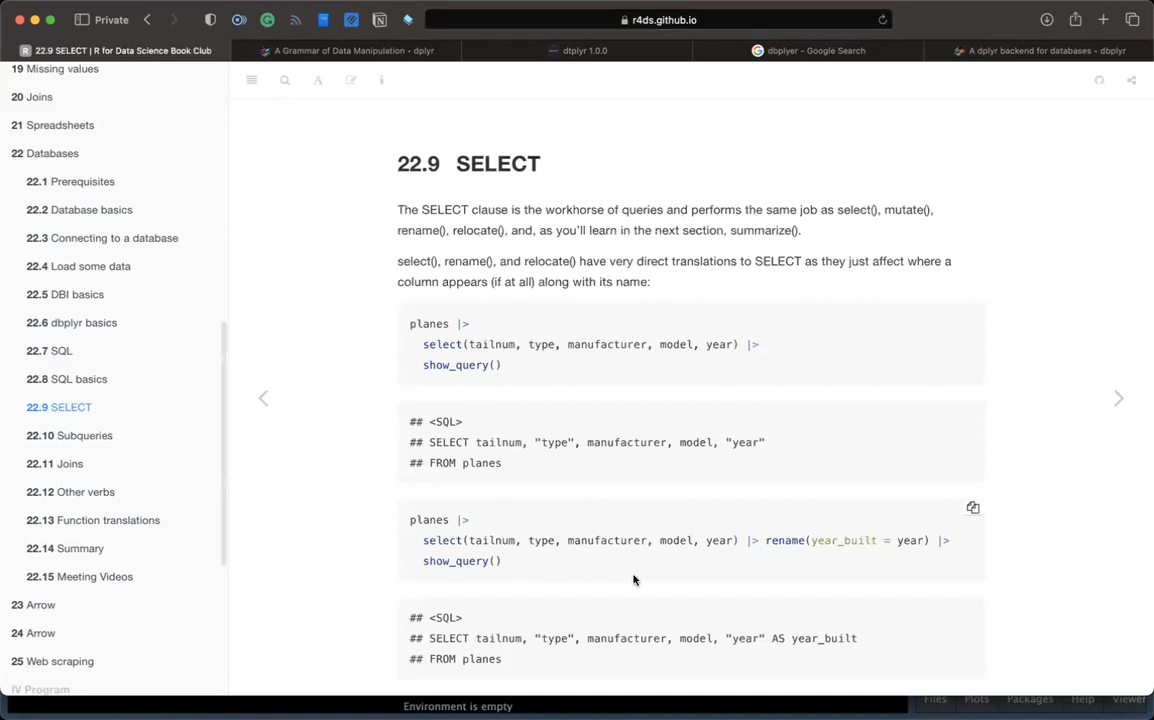 Private
r4ds.github.io
22.9 SELECT | R for Data Science Book Club
A Grammar of Data Manipulation • dplyr
dtplyr 1.0.0
dbplyer - Google Search
A dplyr backend for databases • dbplyr
19 Missing values
20 Joins
21 Spreadsheets
22 Databases
22.1 Prerequisites
22.2 Database basics
22.3 Connecting to a database
22.4 Load some data
22.5 DBI basics
22.6 dbplyr basics
22.7 SQL
22.8 SQL basics
22.9 SELECT
22.10 Subqueries
22.11 Joins
22.12 Other verbs
22.13 Function translations
22.14 Summary
22.15 Meeting Videos
23 Arrow
24 Arrow
25 Web scraping
IV Program
22.9 SELECT
The SELECT clause is the workhorse of queries and performs the same job as select(), mutate(),
rename(), relocate(), and, as you'll learn in the next section, summarize().
select(), rename(), and relocate() have very direct translations to SELECT as they just affect where a
column appears (if at all) along with its name:
planes |>
select(tailnum, type, manufacturer, model, year) |>
show_query()
## <SQL>
## SELECT tailnum, "type", manufacturer, model, "year"
## FROM planes
planes |>
select(tailnum, type, manufacturer, model, year) |> rename(year_built = year) |>
show_query()
## <SQL>
## SELECT tailnum, "type", manufacturer, model, "year" AS year_built
## FROM planes
Environment is empty
Files Plots Packages Help Viewer